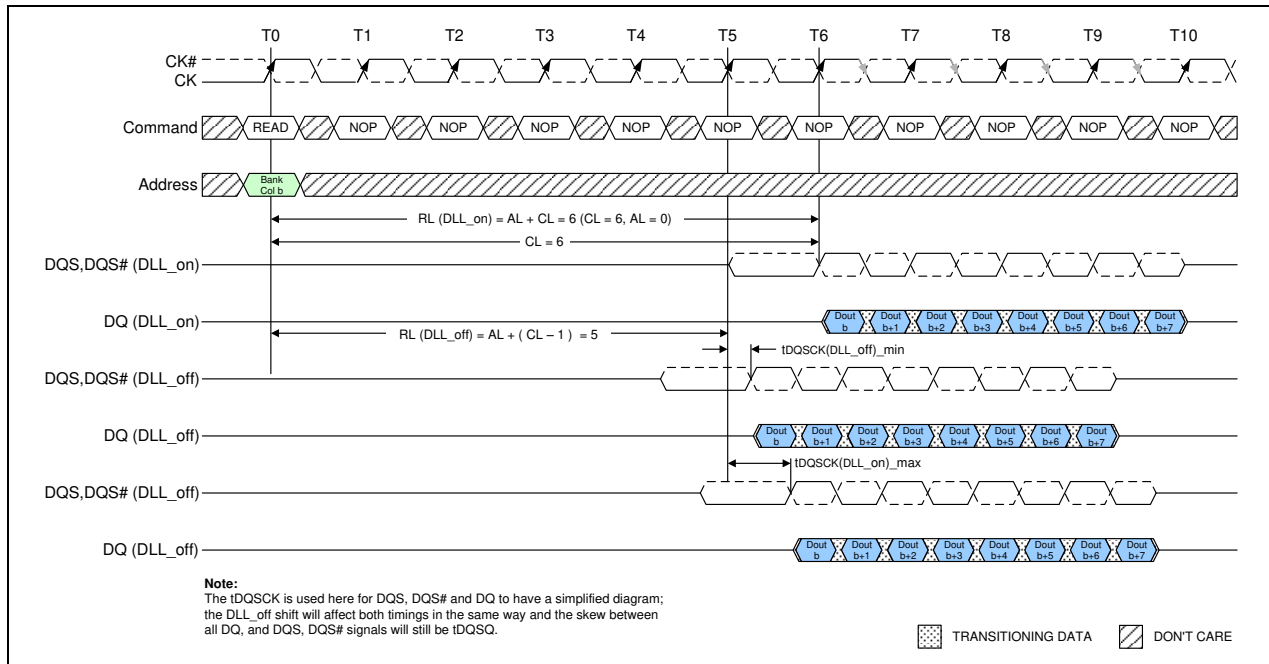 T0 T1 T2 T3 T4 T5 T6 T7 T8 T9 T10
CK#
CK
Command READ NOP NOP NOP NOP NOP NOP NOP NOP NOP NOP
Address Bank Col b
RL (DLL_on) = AL + CL = 6 (CL = 6, AL = 0)
CL = 6
DQS,DQS# (DLL_on)
DQ (DLL_on) Dout b Dout b+1 Dout b+2 Dout b+3 Dout b+4 Dout b+5 Dout b+6 Dout b+7
RL (DLL_off) = AL + ( CL – 1 ) = 5
tDQSCK(DLL_off)_min
DQS,DQS# (DLL_off)
DQ (DLL_off) Dout b Dout b+1 Dout b+2 Dout b+3 Dout b+4 Dout b+5 Dout b+6 Dout b+7
tDQSCK(DLL_on)_max
DQS,DQS# (DLL_off)
DQ (DLL_off) Dout b Dout b+1 Dout b+2 Dout b+3 Dout b+4 Dout b+5 Dout b+6 Dout b+7
Note:
The tDQSCK is used here for DQS, DQS# and DQ to have a simplified diagram;
the DLL_off shift will affect both timings in the same way and the skew between
all DQ, and DQS, DQS# signals will still be tDQSQ.
TRANSITIONING DATA DON'T CARE